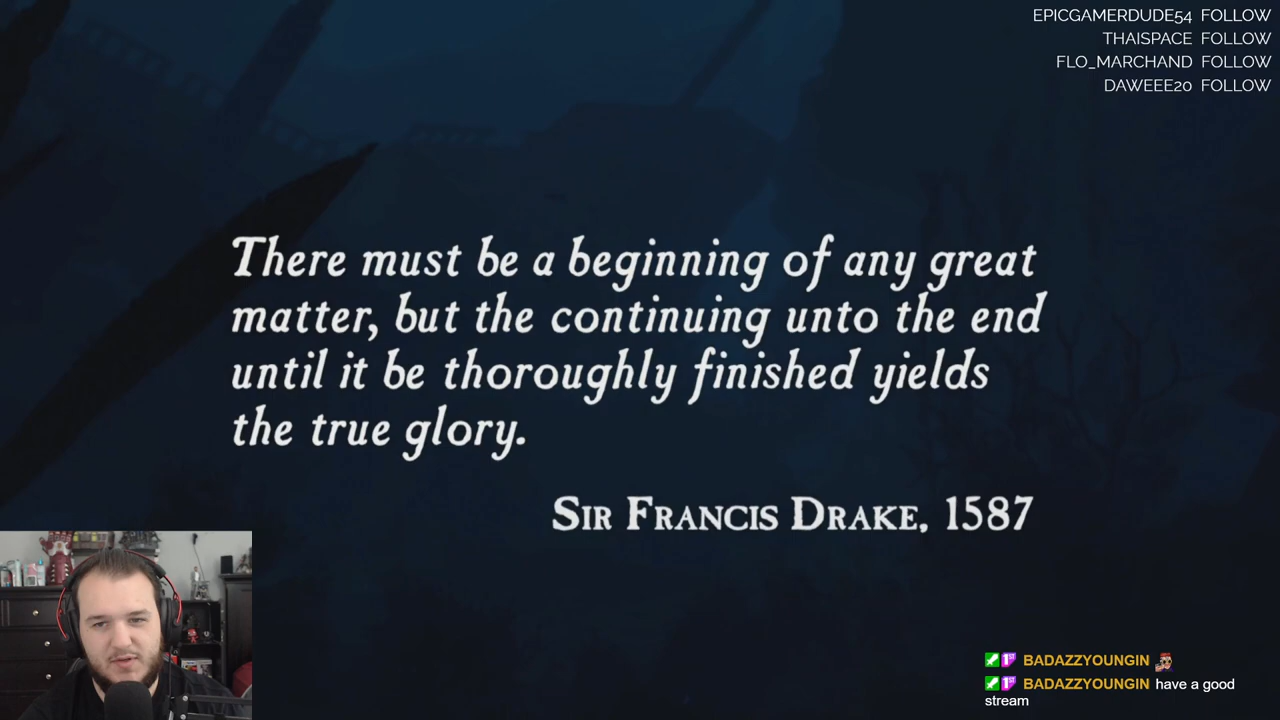 EPICGAMERDUDE54 FOLLOW
THAISPACE FOLLOW
FLO_MARCHAND FOLLOW
DAWEEE20 FOLLOW
There must be a beginning of any great
matter, but the continuing unto the end
until it be thoroughly finished yields
the true glory.
SIR FRANCIS DRAKE, 1587
1ST BADAZZYOUNGIN
1ST BADAZZYOUNGIN have a good
stream